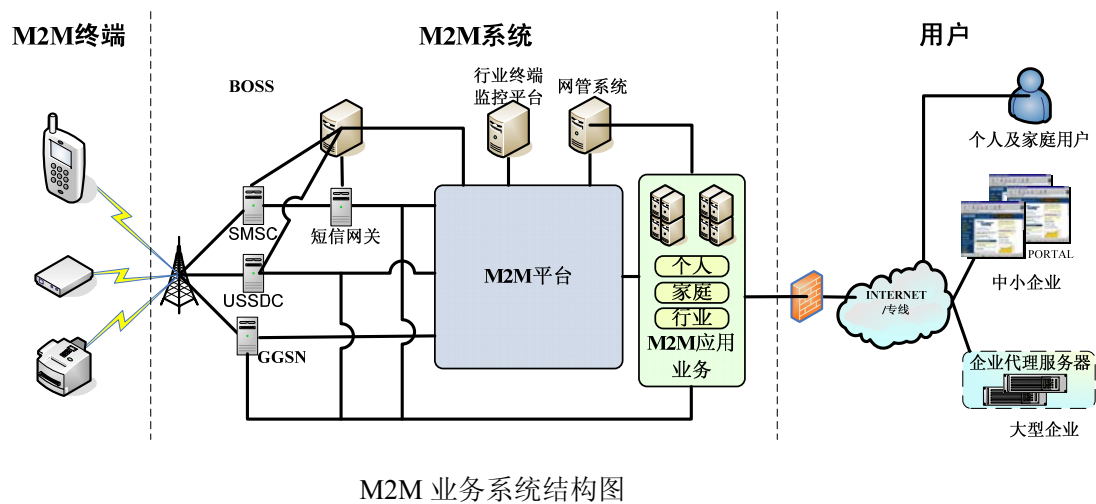 M2M终端
M2M系统
用户
BOSS
行业终端
监控平台
网管系统
个人及家庭用户
SMSC
短信网关
PORTAL
中小企业
USSDC
M2M平台
个人
家庭
行业
M2M应用
业务
INTERNET
/专线
GGSN
企业代理服务器
大型企业
M2M 业务系统结构图